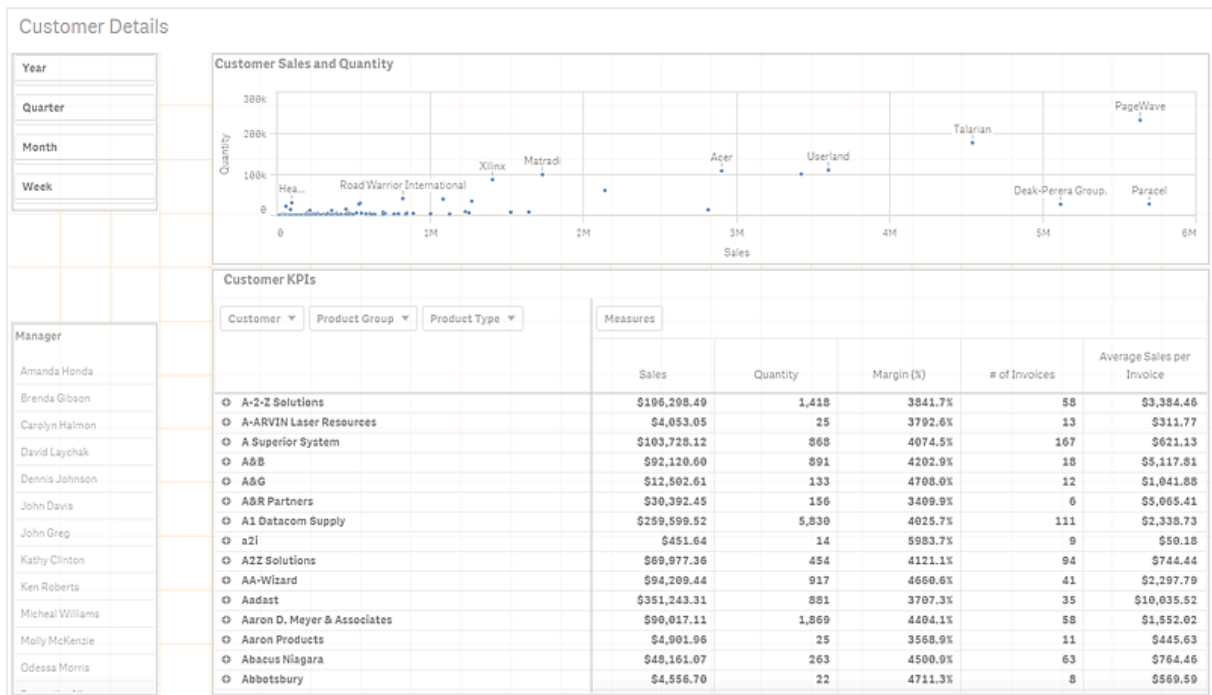 Customer Details
Year
Quarter
Month
Week
Customer Sales and Quantity
300k
200k
100k
0
Quantity
PageWave
Talarian
Acer
Userland
Xilinx
Matradi
Hea...
Road Warrior International
Deak-Perera Group.
Paracel
0 1M 2M 3M 4M 5M 6M
Sales
Manager
Amanda Honda
Brenda Gibson
Carolyn Halmon
David Laychak
Dennis Johnson
John Davis
John Greg
Kathy Clinton
Ken Roberts
Micheal Williams
Molly McKenzie
Odessa Morris
Customer KPIs
Customer Product Group Product Type Measures
Sales Quantity Margin (%) # of Invoices Average Sales per
Invoice
A-2-Z Solutions $196,298.49 1,418 3841.7% 58 $3,384.46
A-ARVIN Laser Resources $4,053.05 25 3792.6% 13 $311.77
A Superior System $103,728.12 868 4074.5% 167 $621.13
A&B $92,120.60 891 4202.9% 18 $5,117.81
A&G $12,502.61 133 4708.0% 12 $1,041.88
A&R Partners $30,392.45 156 3409.9% 6 $5,065.41
A1 Datacom Supply $259,599.52 5,830 4025.7% 111 $2,338.73
a2i $451.64 14 5983.7% 9 $50.18
A2Z Solutions $69,977.36 454 4121.1% 94 $744.44
AA-Wizard $94,209.44 917 4660.6% 41 $2,297.79
Aadast $351,243.31 881 3707.3% 35 $10,035.52
Aaron D. Meyer & Associates $90,017.11 1,869 4404.1% 58 $1,552.02
Aaron Products $4,901.96 25 3568.9% 11 $445.63
Abacus Niagara $48,161.07 263 4500.9% 63 $764.46
Abbotsbury $4,556.70 22 4711.3% 8 $569.59